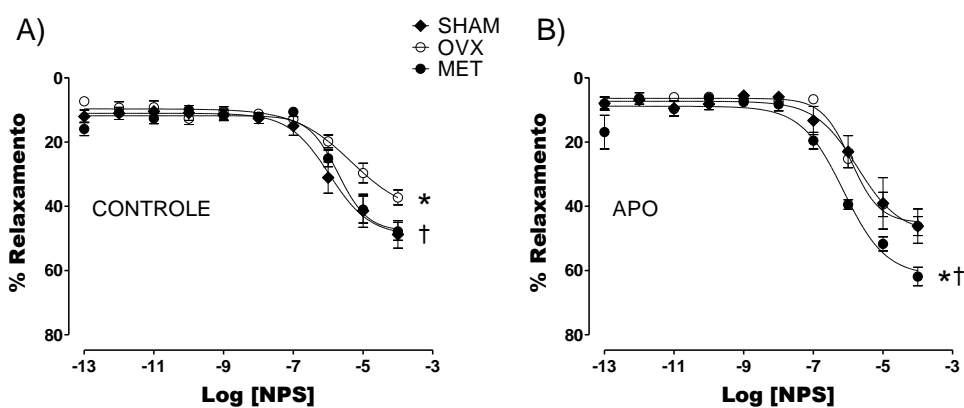 A)
SHAM
OVX
MET
B)
0
20
40
60
80
% Relaxamento
CONTROLE
*
†
-13
-11
-9
-7
-5
-3
Log [NPS]
0
20
40
60
80
% Relaxamento
APO
*†
-13
-11
-9
-7
-5
-3
Log [NPS]